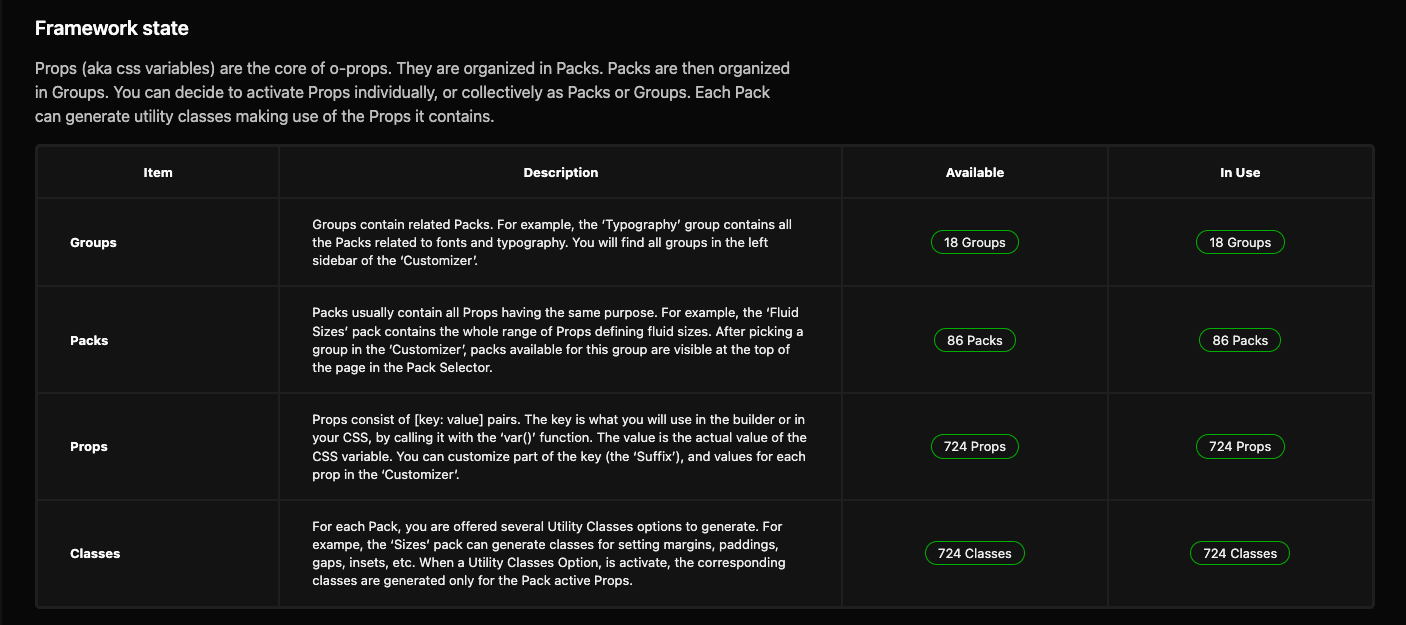 Framework state
Props (aka css variables) are the core of o-props. They are organized in Packs. Packs are then organized
in Groups. You can decide to activate Props individually, or collectively as Packs or Groups. Each Pack
can generate utility classes making use of the Props it contains.
Item
Description
Available
In Use
Groups
Groups contain related Packs. For example, the ‘Typography’ group contains all
the Packs related to fonts and typography. You will find all groups in the left
sidebar of the ‘Customizer’.
18 Groups
18 Groups
Packs
Packs usually contain all Props having the same purpose. For example, the ‘Fluid
Sizes’ pack contains the whole range of Props defining fluid sizes. After picking a
group in the ‘Customizer’, packs available for this group are visible at the top of
the page in the Pack Selector.
86 Packs
86 Packs
Props
Props consist of [key: value] pairs. The key is what you will use in the builder or in
your CSS, by calling it with the ‘var()’ function. The value is the actual value of the
CSS variable. You can customize part of the key (the ‘Suffix’), and values for each
prop in the ‘Customizer’.
724 Props
724 Props
Classes
For each Pack, you are offered several Utility Classes options to generate. For
exampe, the ‘Sizes’ pack can generate classes for setting margins, paddings,
gaps, insets, etc. When a Utility Classes Option, is activate, the corresponding
classes are generated only for the Pack active Props.
724 Classes
724 Classes